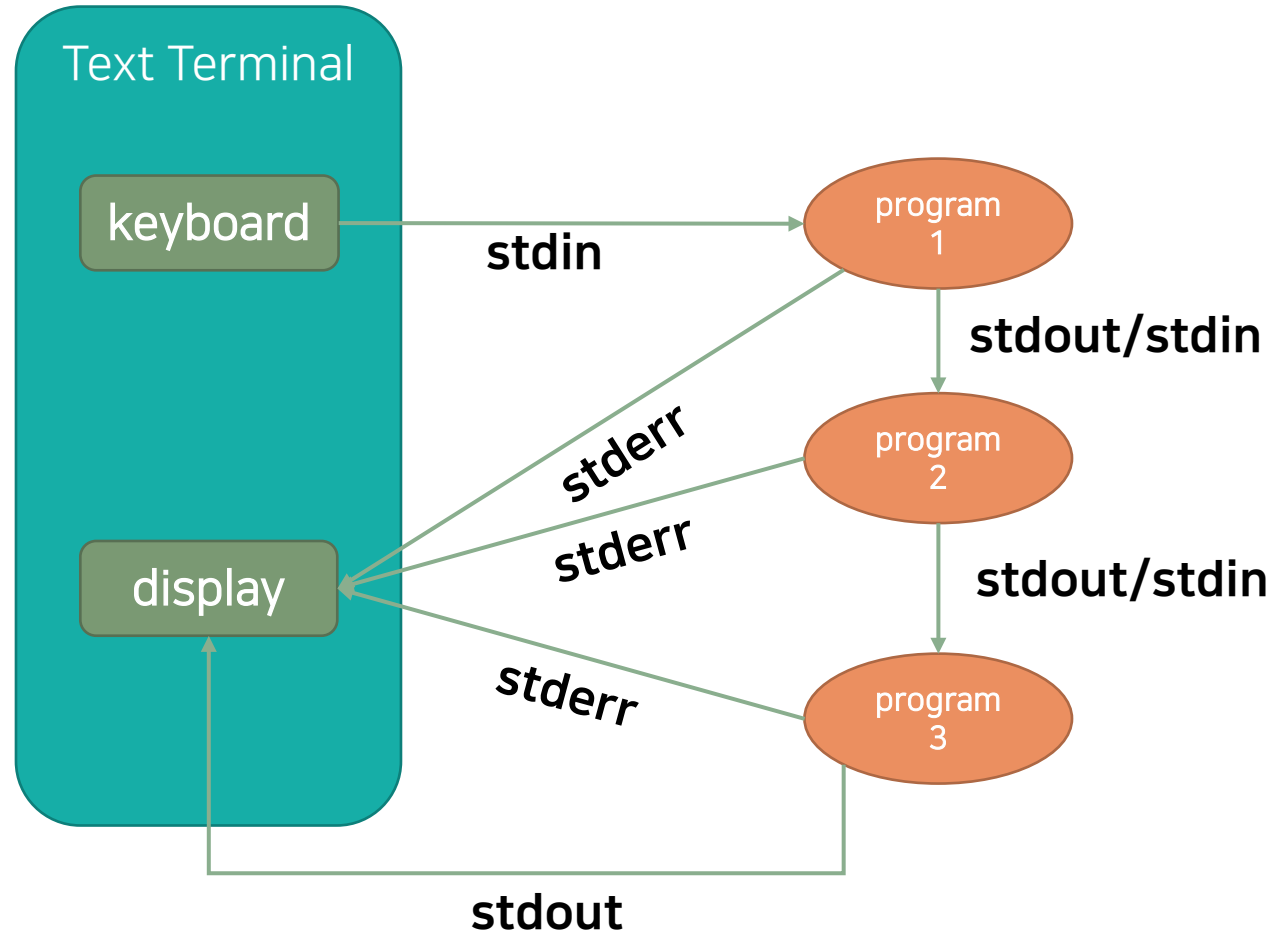 Text Terminal
keyboard
stdin
program
1
stdout/stdin
stderr
program
2
stderr
display
stdout/stdin
stderr
program
3
stdout